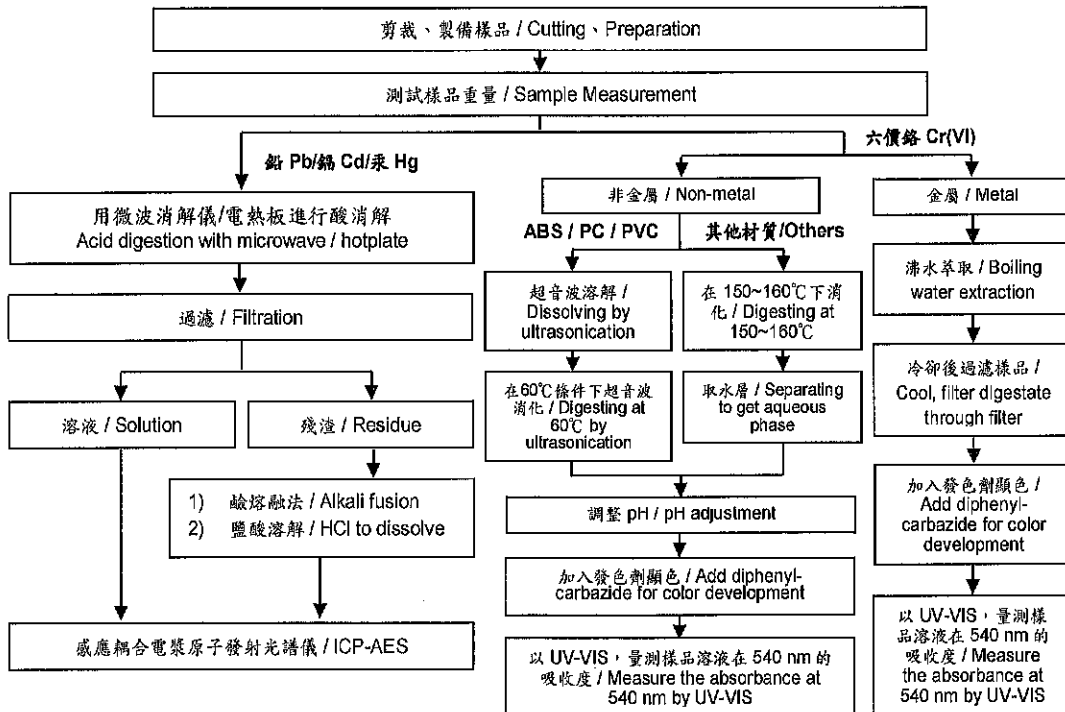 剪裁、製備樣品 / Cutting、Preparation
測試樣品重量 / Sample Measurement
鉛 Pb/鎘 Cd/汞 Hg
六價鉻 Cr(VI)
用微波消解儀/電熱板進行酸消解
Acid digestion with microwave / hotplate
過濾 / Filtration
溶液 / Solution
殘渣 / Residue
1) 鹼熔融法 / Alkali fusion
2) 鹽酸溶解 / HCl to dissolve
感應耦合電漿原子發射光譜儀 / ICP-AES
非金屬 / Non-metal
ABS / PC / PVC
其他材質/Others
超音波溶解 /
Dissolving by
ultrasonication
在 150~160℃下消
化 / Digesting at
150~160℃
在60℃條件下超音波
消化 / Digesting at
60℃ by
ultrasonication
取水層 / Separating
to get aqueous
phase
調整 pH / pH adjustment
加入發色劑顯色 / Add diphenyl-
carbazide for color development
以 UV-VIS，量測樣品溶液在 540 nm 的
吸收度 / Measure the absorbance at
540 nm by UV-VIS
金屬 / Metal
沸水萃取 / Boiling
water extraction
冷卻後過濾樣品 /
Cool, filter digestate
through filter
加入發色劑顯色 /
Add diphenyl-
carbazide for color
development
以 UV-VIS，量測樣
品溶液在 540 nm 的
吸收度 / Measure
the absorbance at
540 nm by UV-VIS